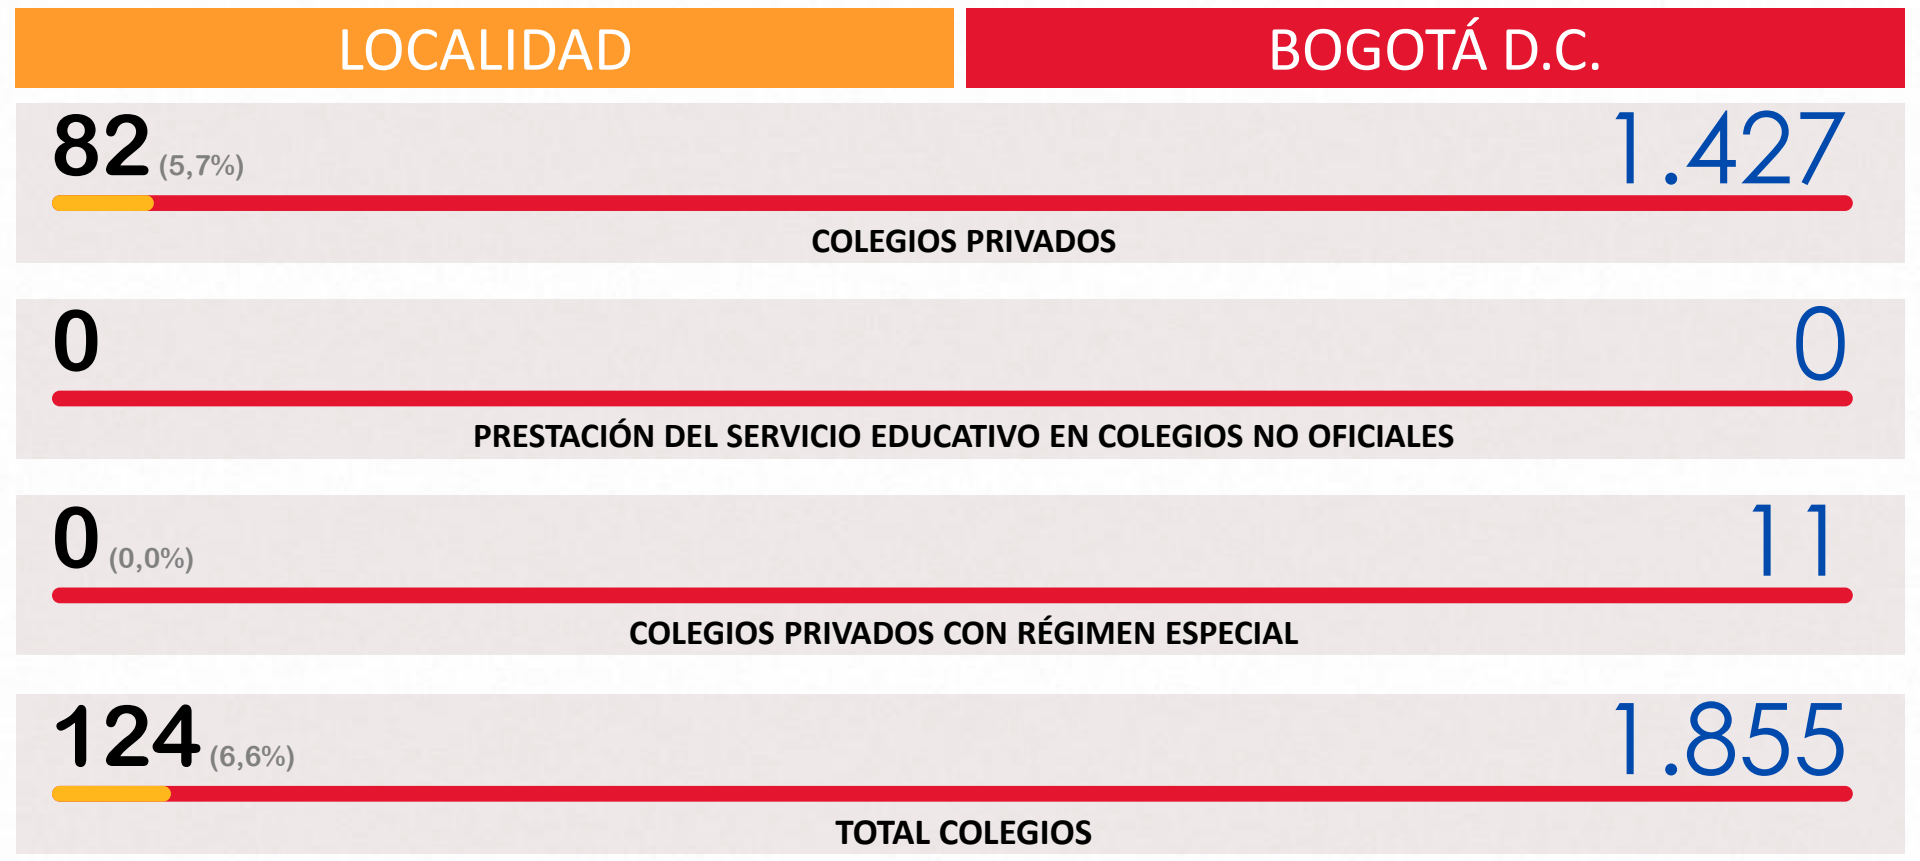 LOCALIDAD
BOGOTÁ D.C.
82 (5,7%)
1.427
COLEGIOS PRIVADOS
0
0
PRESTACIÓN DEL SERVICIO EDUCATIVO EN COLEGIOS NO OFICIALES
0 (0,0%)
11
COLEGIOS PRIVADOS CON RÉGIMEN ESPECIAL
124 (6,6%)
1.855
TOTAL COLEGIOS